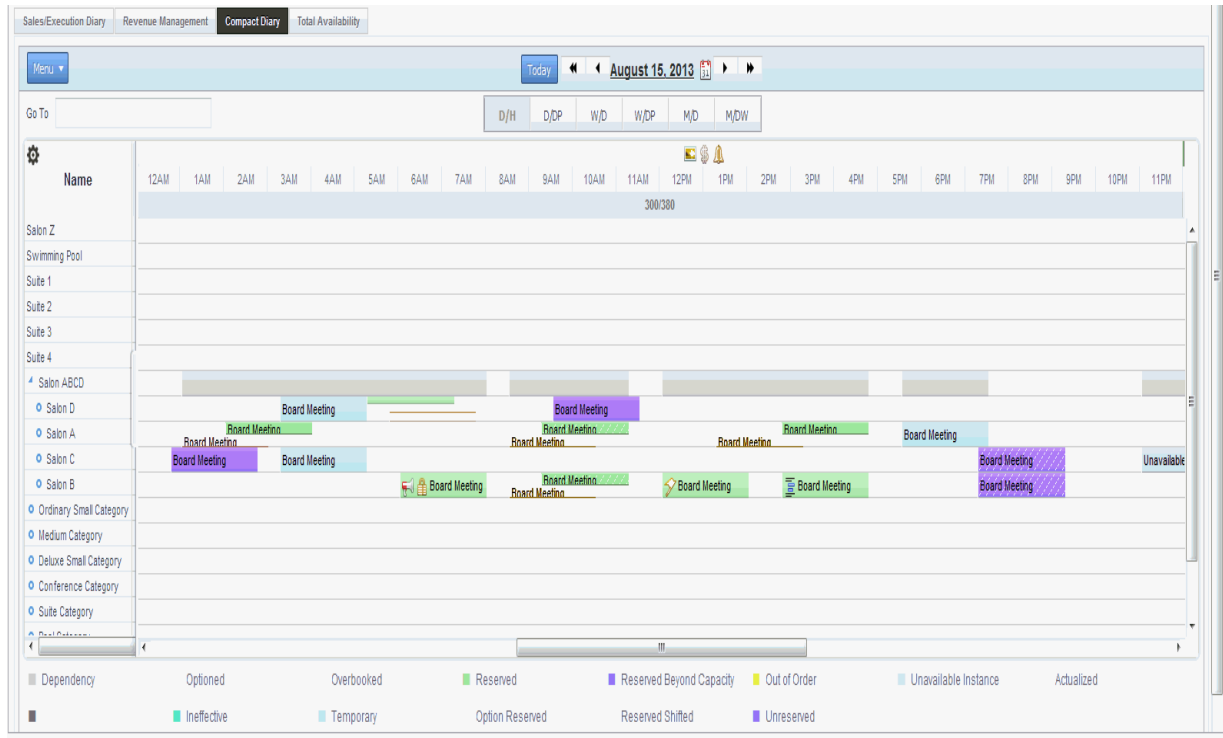 Sales/Execution Diary Revenue Management Compact Diary Total Availability
Menu Today August 15, 2013 31
Go To D/H D/DP W/D W/DP M/D M/DW
Name 12AM 1AM 2AM 3AM 4AM 5AM 6AM 7AM 8AM 9AM 10AM 11AM 12PM 1PM 2PM 3PM 4PM 5PM 6PM 7PM 8PM 9PM 10PM 11PM
300/380
Salon Z
Swimming Pool
Suite 1
Suite 2
Suite 3
Suite 4
Salon ABCD
Salon D Board Meeting Board Meeting
Salon A Board Meeting Board Meeting Board Meeting Board Meeting Board Meeting Board Meeting Board Meeting
Salon C Board Meeting Board Meeting Board Meeting Unavailable
Salon B Board Meeting Board Meeting Board Meeting Board Meeting Board Meeting Board Meeting
Ordinary Small Category
Medium Category
Deluxe Small Category
Conference Category
Suite Category
Dependency Optioned Overbooked Reserved Reserved Beyond Capacity Out of Order Unavailable Instance Actualized
Ineffective Temporary Option Reserved Reserved Shifted Unreserved